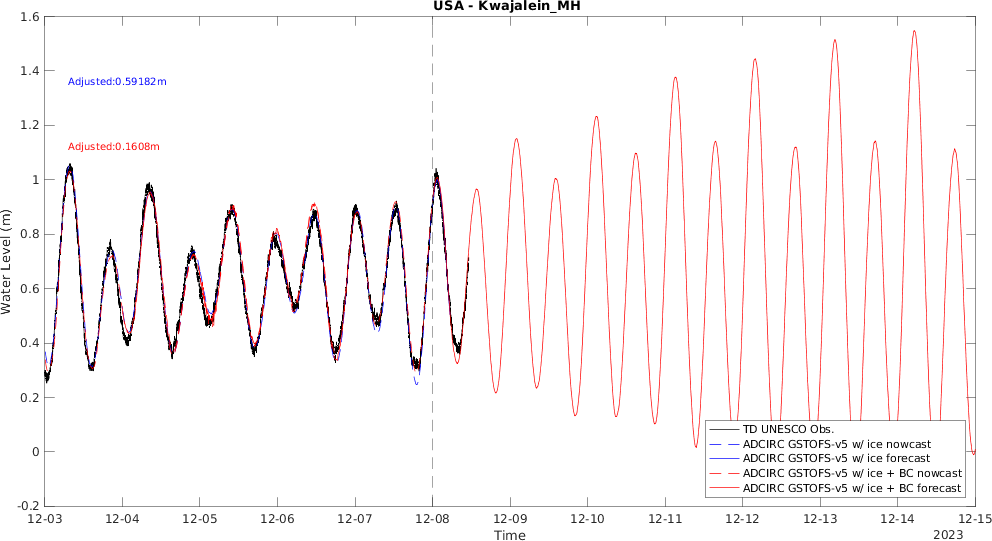 USA - Kwajalein_MH
1.6
1.4
1.2
1
0.8
0.6
0.4
0.2
0
-0.2
Water Level (m)
Adjusted:0.59182m
Adjusted:0.1608m
TD UNESCO Obs.
ADCIRC GSTOFS-v5 w/ ice nowcast
ADCIRC GSTOFS-v5 w/ ice forecast
ADCIRC GSTOFS-v5 w/ ice + BC nowcast
ADCIRC GSTOFS-v5 w/ ice + BC forecast
12-03 12-04 12-05 12-06 12-07 12-08 12-09 12-10 12-11 12-12 12-13 12-14 12-15
Time
2023